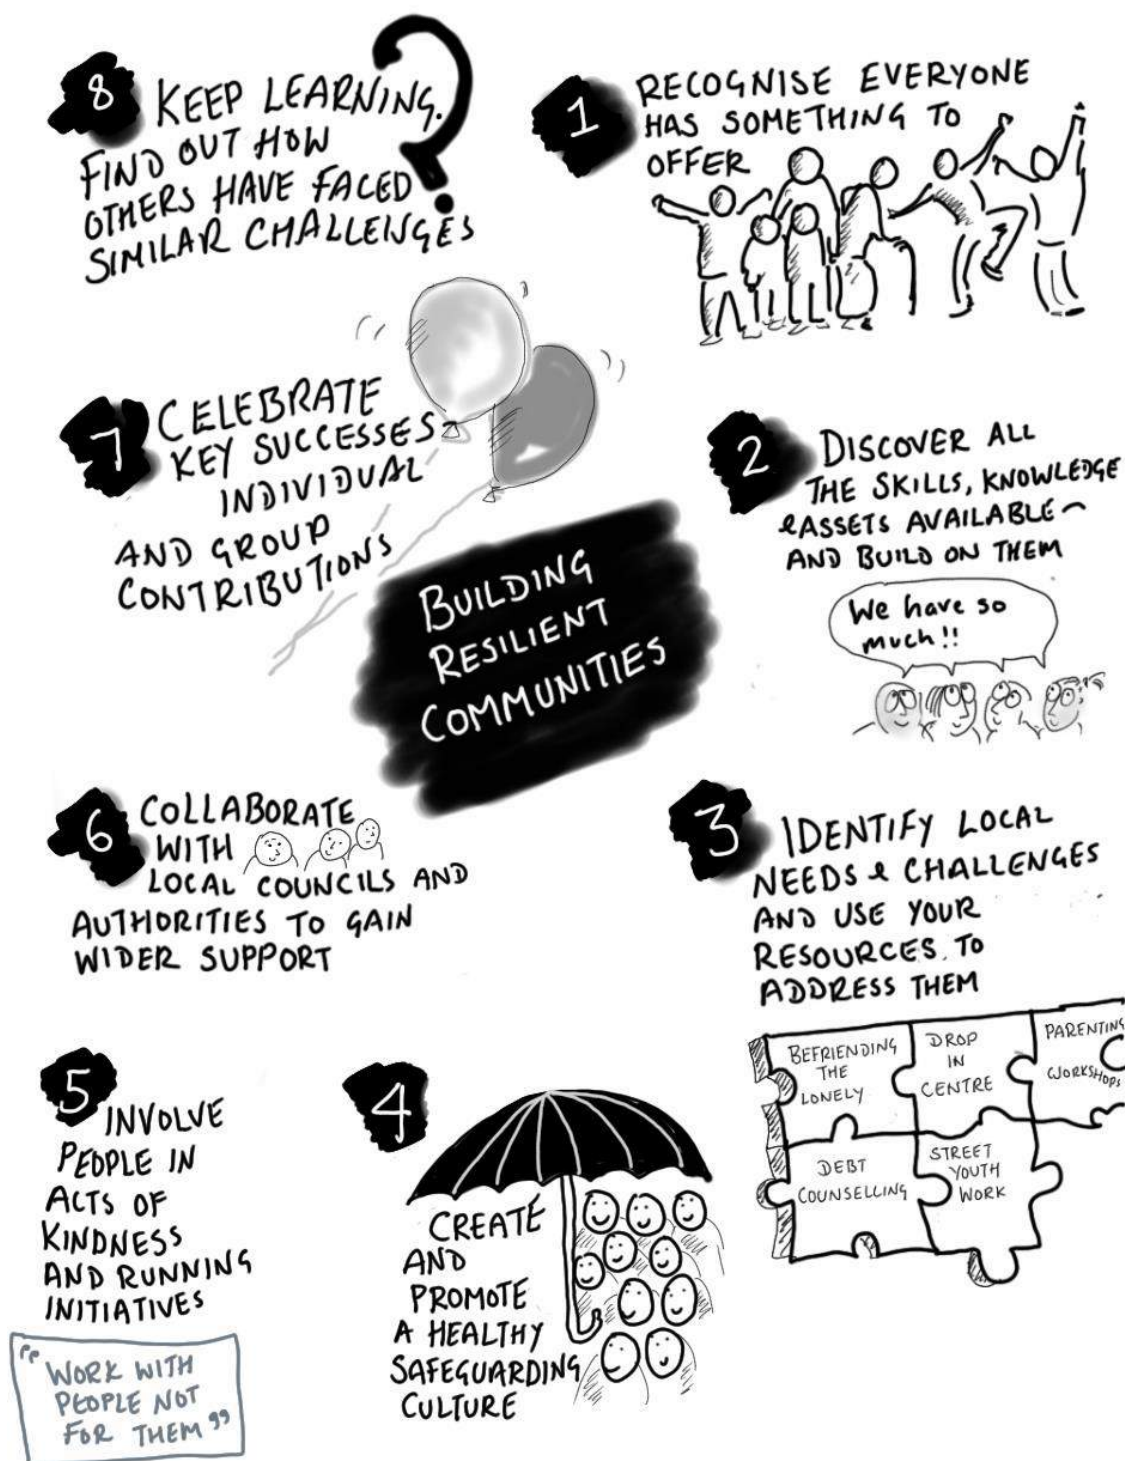 BUILDING
RESILIENT
COMMUNITIES
1
RECOGNISE EVERYONE
HAS SOMETHING TO
OFFER
2
DISCOVER ALL
THE SKILLS, KNOWLEDGE
& ASSETS AVAILABLE ~
AND BUILD ON THEM
We have so
much!!
3
IDENTIFY LOCAL
NEEDS & CHALLENGES
AND USE YOUR
RESOURCES TO
ADDRESS THEM
BEFRIENDING
THE
LONELY
DROP
IN
CENTRE
PARENTING
WORKSHOPS
DEBT
COUNSELLING
STREET
YOUTH
WORK
4
CREATE
AND
PROMOTE
A HEALTHY
SAFEGUARDING
CULTURE
5
INVOLVE
PEOPLE IN
ACTS OF
KINDNESS
AND RUNNING
INITIATIVES
"WORK WITH
PEOPLE NOT
FOR THEM"
6
COLLABORATE
WITH
LOCAL COUNCILS AND
AUTHORITIES TO GAIN
WIDER SUPPORT
7
CELEBRATE
KEY SUCCESSES-
INDIVIDUAL
AND GROUP
CONTRIBUTIONS
8
KEEP LEARNING.
FIND OUT HOW
OTHERS HAVE FACED
SIMILAR CHALLENGES
?